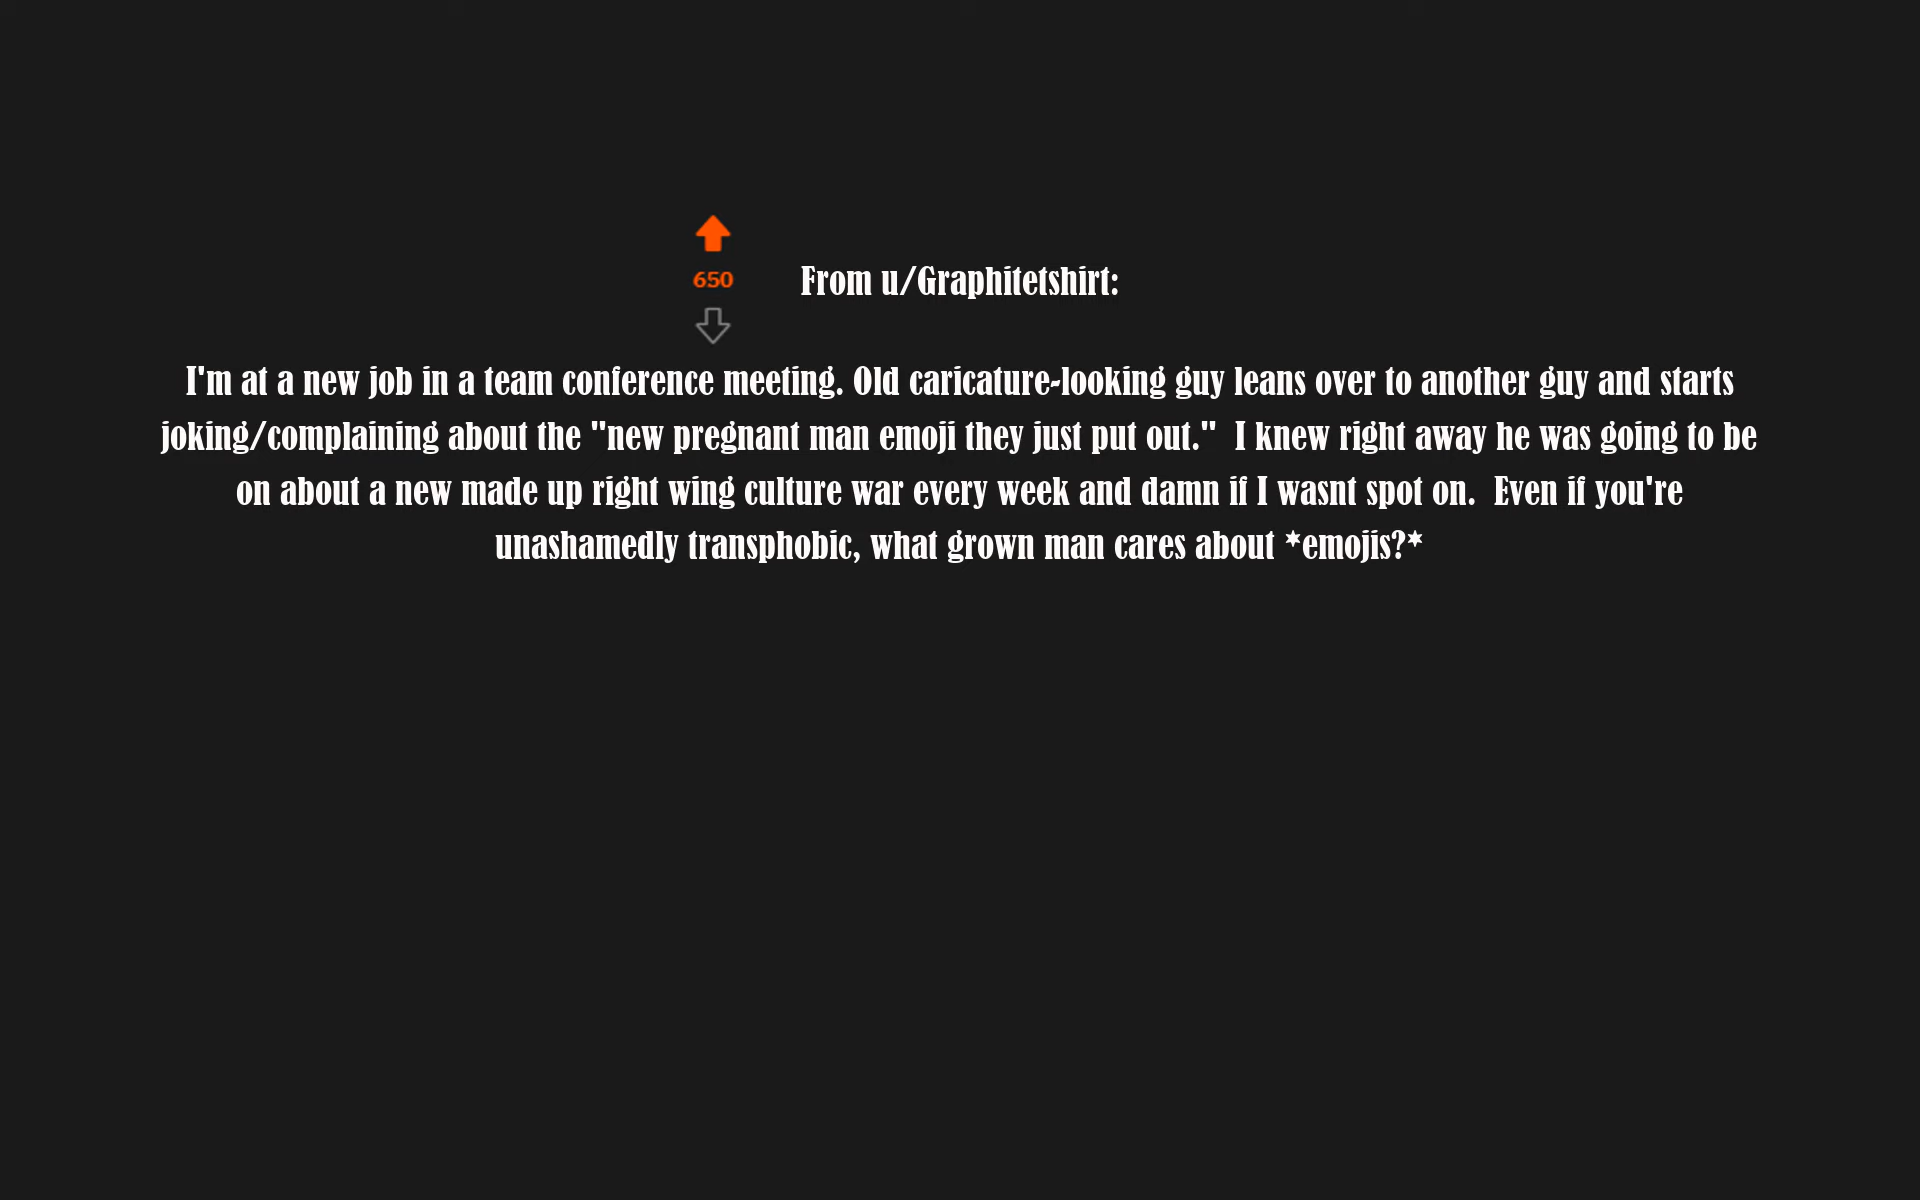 650
From u/Graphitetshirt:
I'm at a new job in a team conference meeting. Old caricature-looking guy leans over to another guy and starts
joking/complaining about the "new pregnant man emoji they just put out."  I knew right away he was going to be
on about a new made up right wing culture war every week and damn if I wasnt spot on.  Even if you're
unashamedly transphobic, what grown man cares about *emojis?*